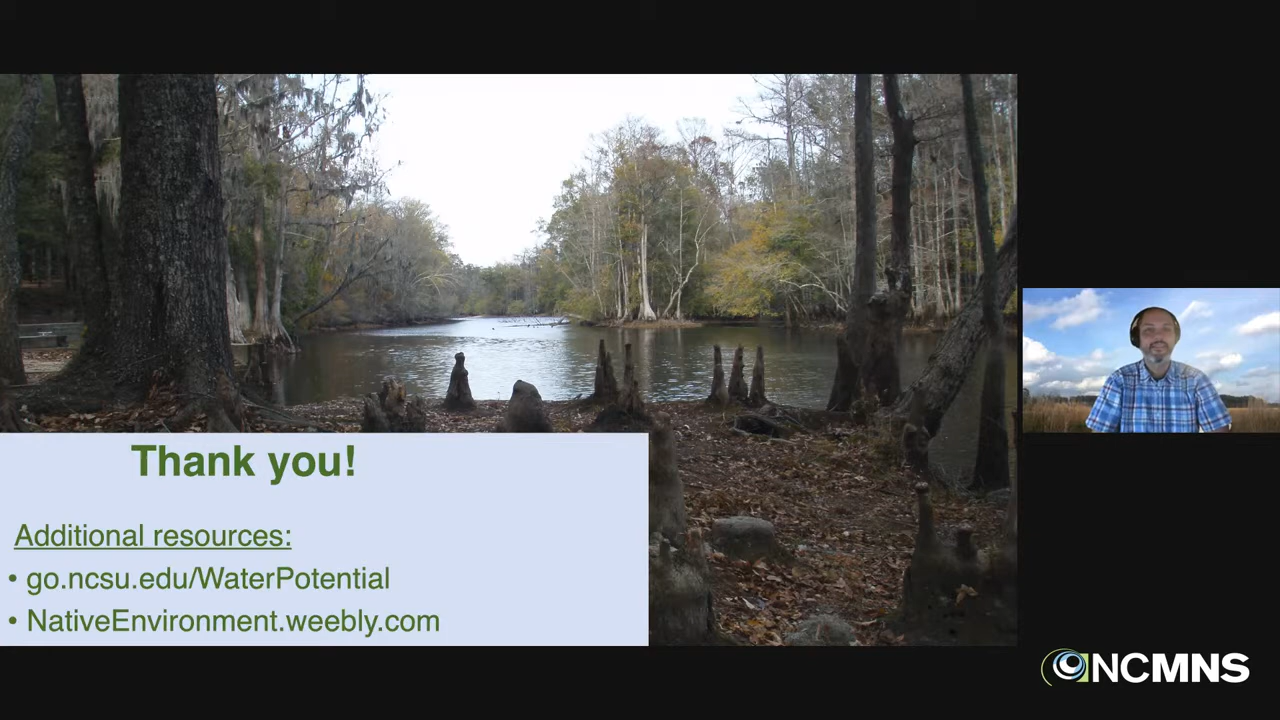 Thank you!
Additional resources:
• go.ncsu.edu/WaterPotential
• NativeEnvironment.weebly.com
NCMNS